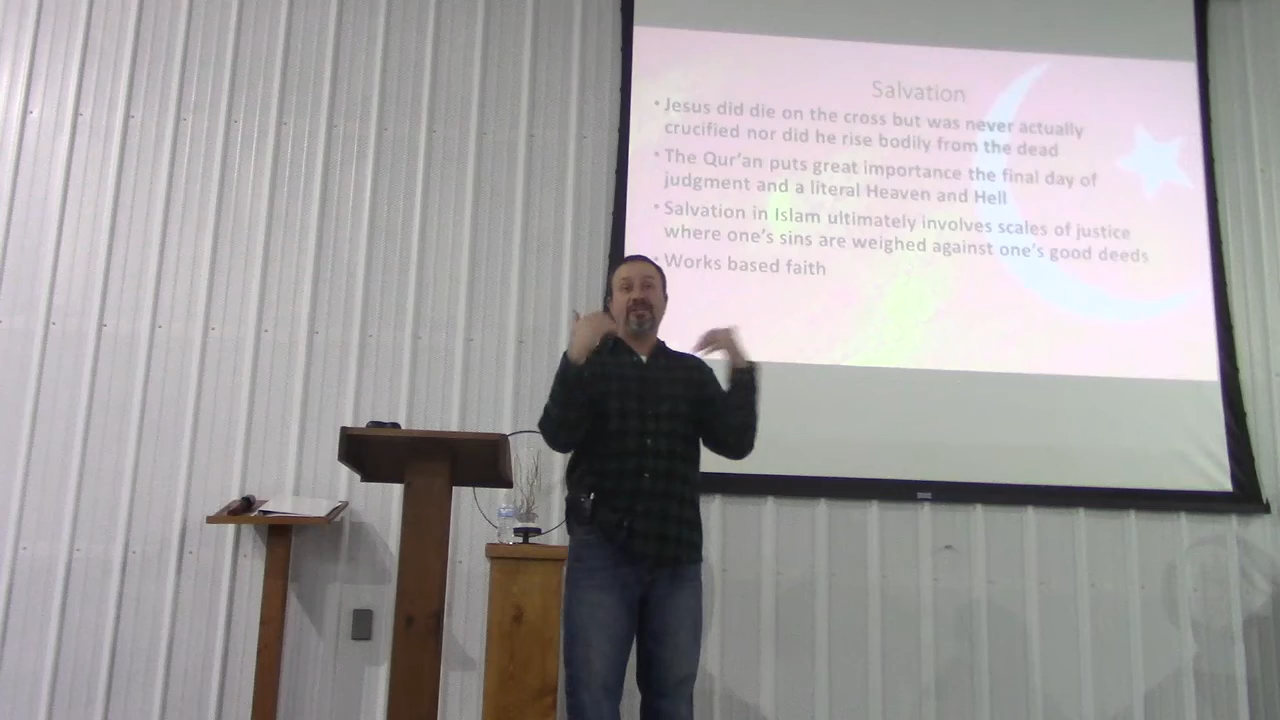 Salvation
• Jesus did die on the cross but was never actually
crucified nor did he rise bodily from the dead
• The Qur'an puts great importance the final day of
judgment and a literal Heaven and Hell
• Salvation in Islam ultimately involves scales of justice
where one's sins are weighed against one's good deeds
• Works based faith